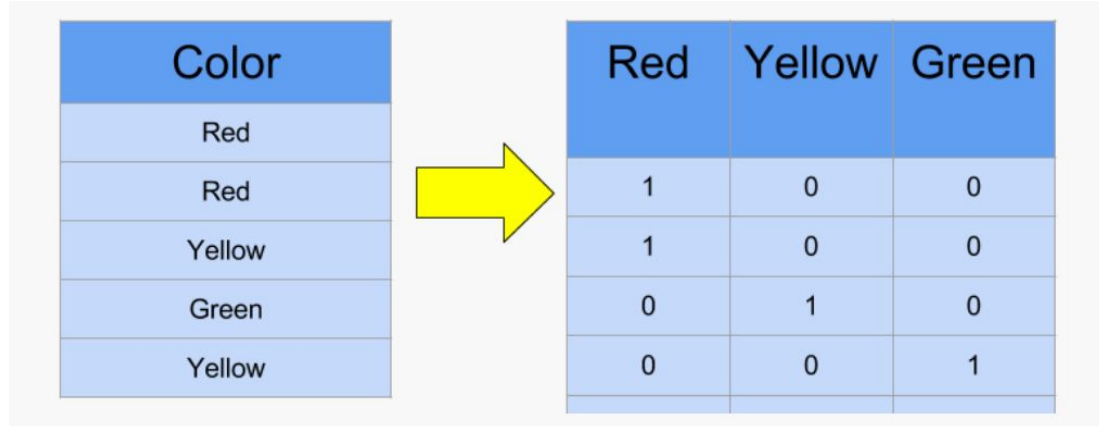 Color
Red
Red
Yellow
Green
Yellow
Red Yellow Green
1 0 0
1 0 0
0 1 0
0 0 1